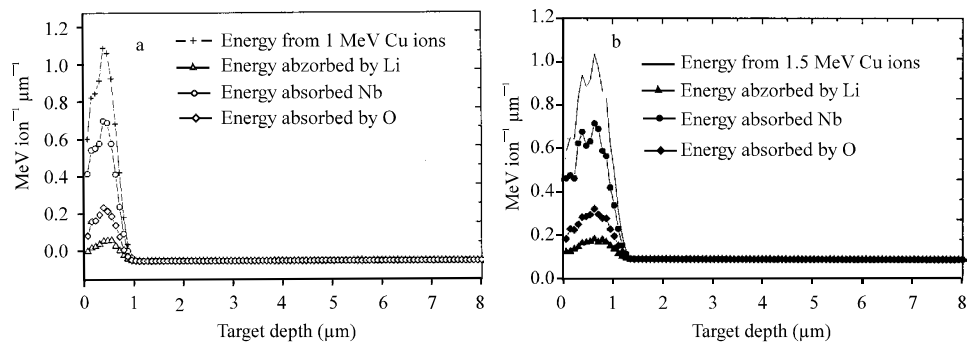 a
Energy from 1 MeV Cu ions
Energy abzorbed by Li
Energy absorbed Nb
Energy absorbed by O
MeV ion⁻¹ μm⁻¹
1.2
1.0
0.8
0.6
0.4
0.2
0.0
0 1 2 3 4 5 6 7 8
Target depth (μm)
b
Energy from 1.5 MeV Cu ions
Energy abzorbed by Li
Energy absorbed Nb
Energy absorbed by O
MeV ion⁻¹ μm⁻¹
1.2
1.0
0.8
0.6
0.4
0.2
0.0
0 1 2 3 4 5 6 7 8
Target depth (μm)